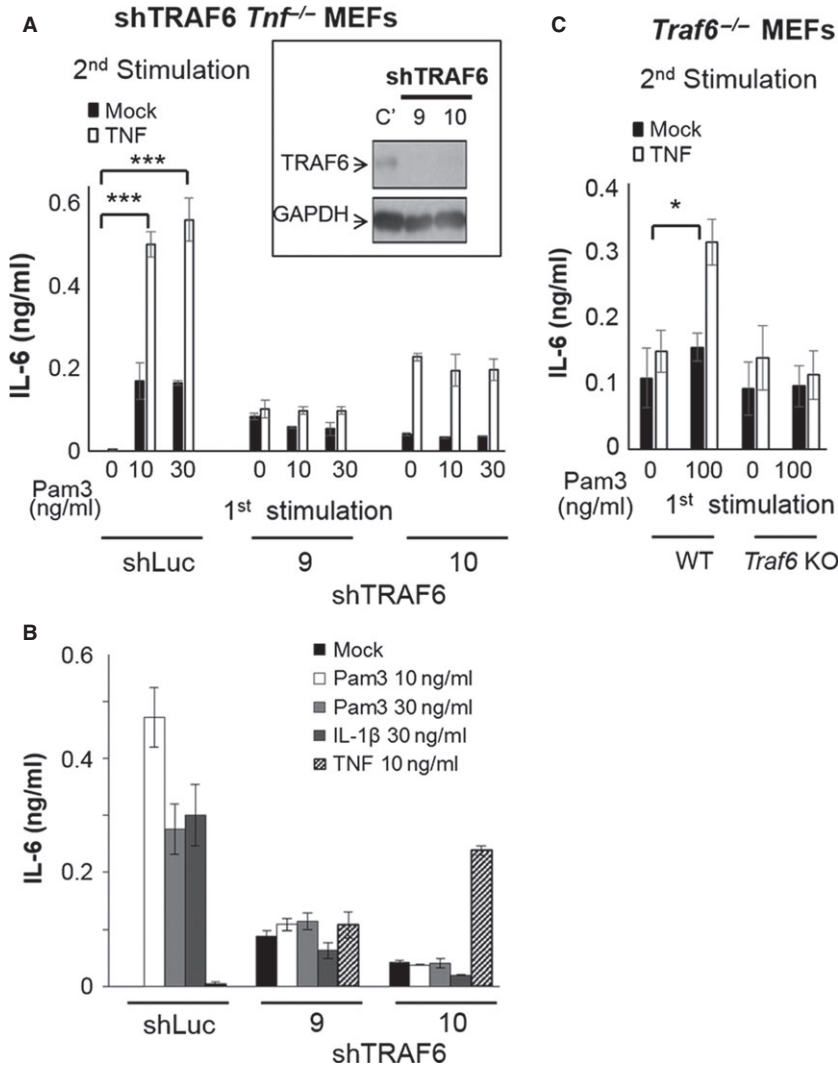 A
shTRAF6 Tnf–/– MEFs
2nd Stimulation
Mock
TNF
***
***
IL-6 (ng/ml)
0.6
0.4
0.2
0
0 10 30 0 10 30 0 10 30
Pam3 (ng/ml)
1st stimulation
shLuc 9 10
shTRAF6
shTRAF6
C' 9 10
TRAF6
GAPDH
C
Traf6–/– MEFs
2nd Stimulation
Mock
TNF
*
IL-6 (ng/ml)
0.4
0.3
0.2
0.1
0
0 100 0 100
Pam3 (ng/ml)
1st stimulation
WT Traf6 KO
B
IL-6 (ng/ml)
0.6
0.4
0.2
0
Mock
Pam3 10 ng/ml
Pam3 30 ng/ml
IL-1β 30 ng/ml
TNF 10 ng/ml
shLuc 9 10
shTRAF6